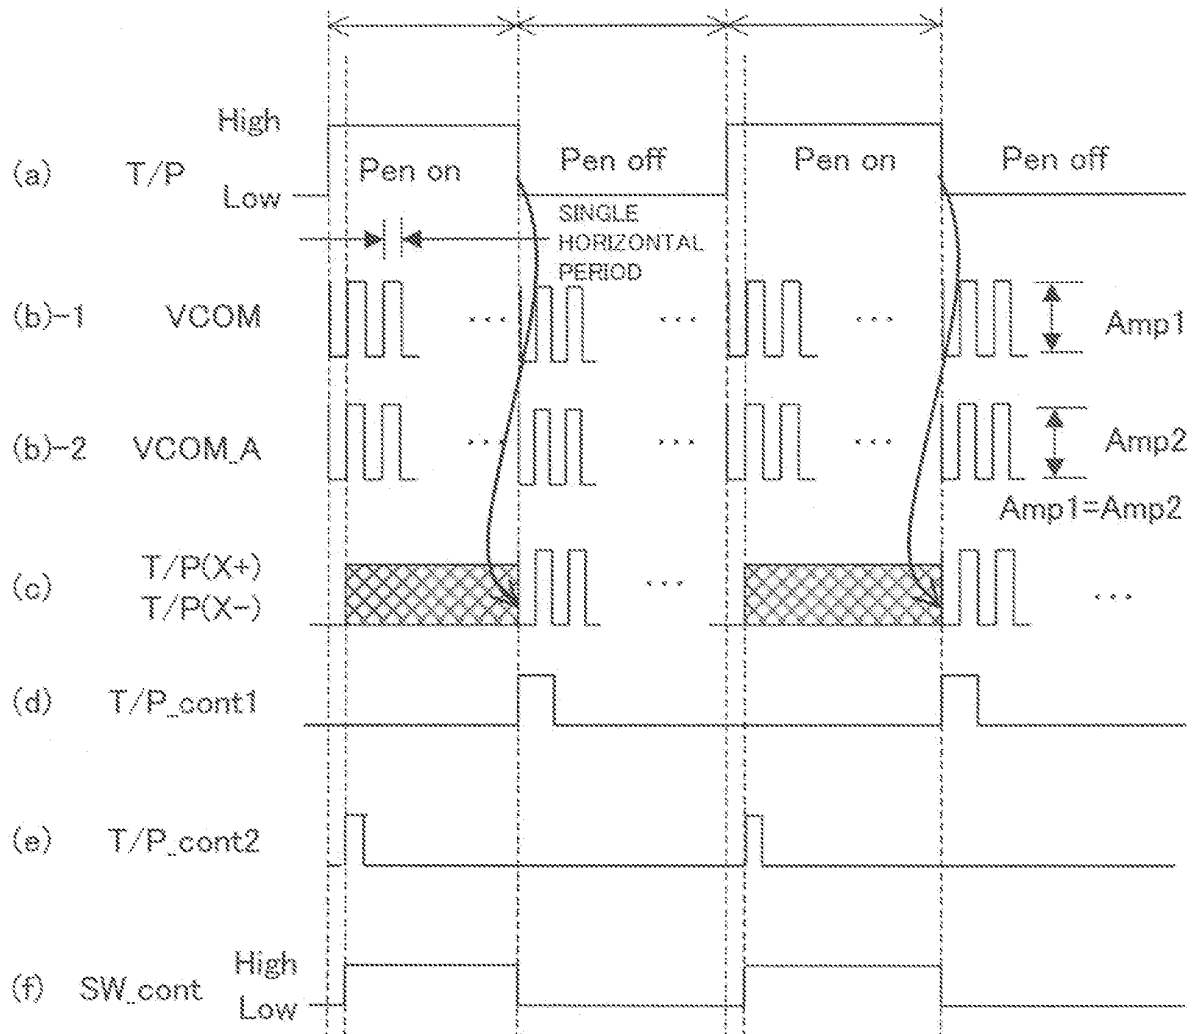 High
(a) T/P Pen on Pen off Pen on Pen off
Low
SINGLE
HORIZONTAL
PERIOD
(b)-1 VCOM ... ... ... Amp1
(b)-2 VCOM_A ... ... ... Amp2
Amp1=Amp2
(c) T/P(X+)
T/P(X-) ... ...
(d) T/P_cont1
(e) T/P_cont2
High
(f) SW_cont
Low